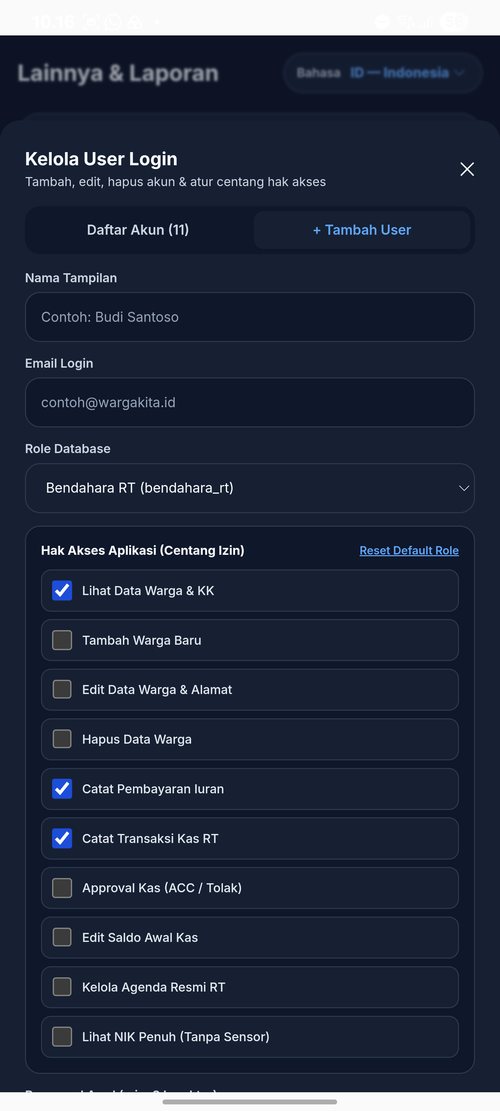 10.16
Lainnya & Laporan
Bahasa ID — Indonesia
Kelola User Login
Tambah, edit, hapus akun & atur centang hak akses
Daftar Akun (11)
+ Tambah User
Nama Tampilan
Contoh: Budi Santoso
Email Login
contoh@wargakita.id
Role Database
Bendahara RT (bendahara_rt)
Hak Akses Aplikasi (Centang Izin)
Reset Default Role
Lihat Data Warga & KK
Tambah Warga Baru
Edit Data Warga & Alamat
Hapus Data Warga
Catat Pembayaran Iuran
Catat Transaksi Kas RT
Approval Kas (ACC / Tolak)
Edit Saldo Awal Kas
Kelola Agenda Resmi RT
Lihat NIK Penuh (Tanpa Sensor)